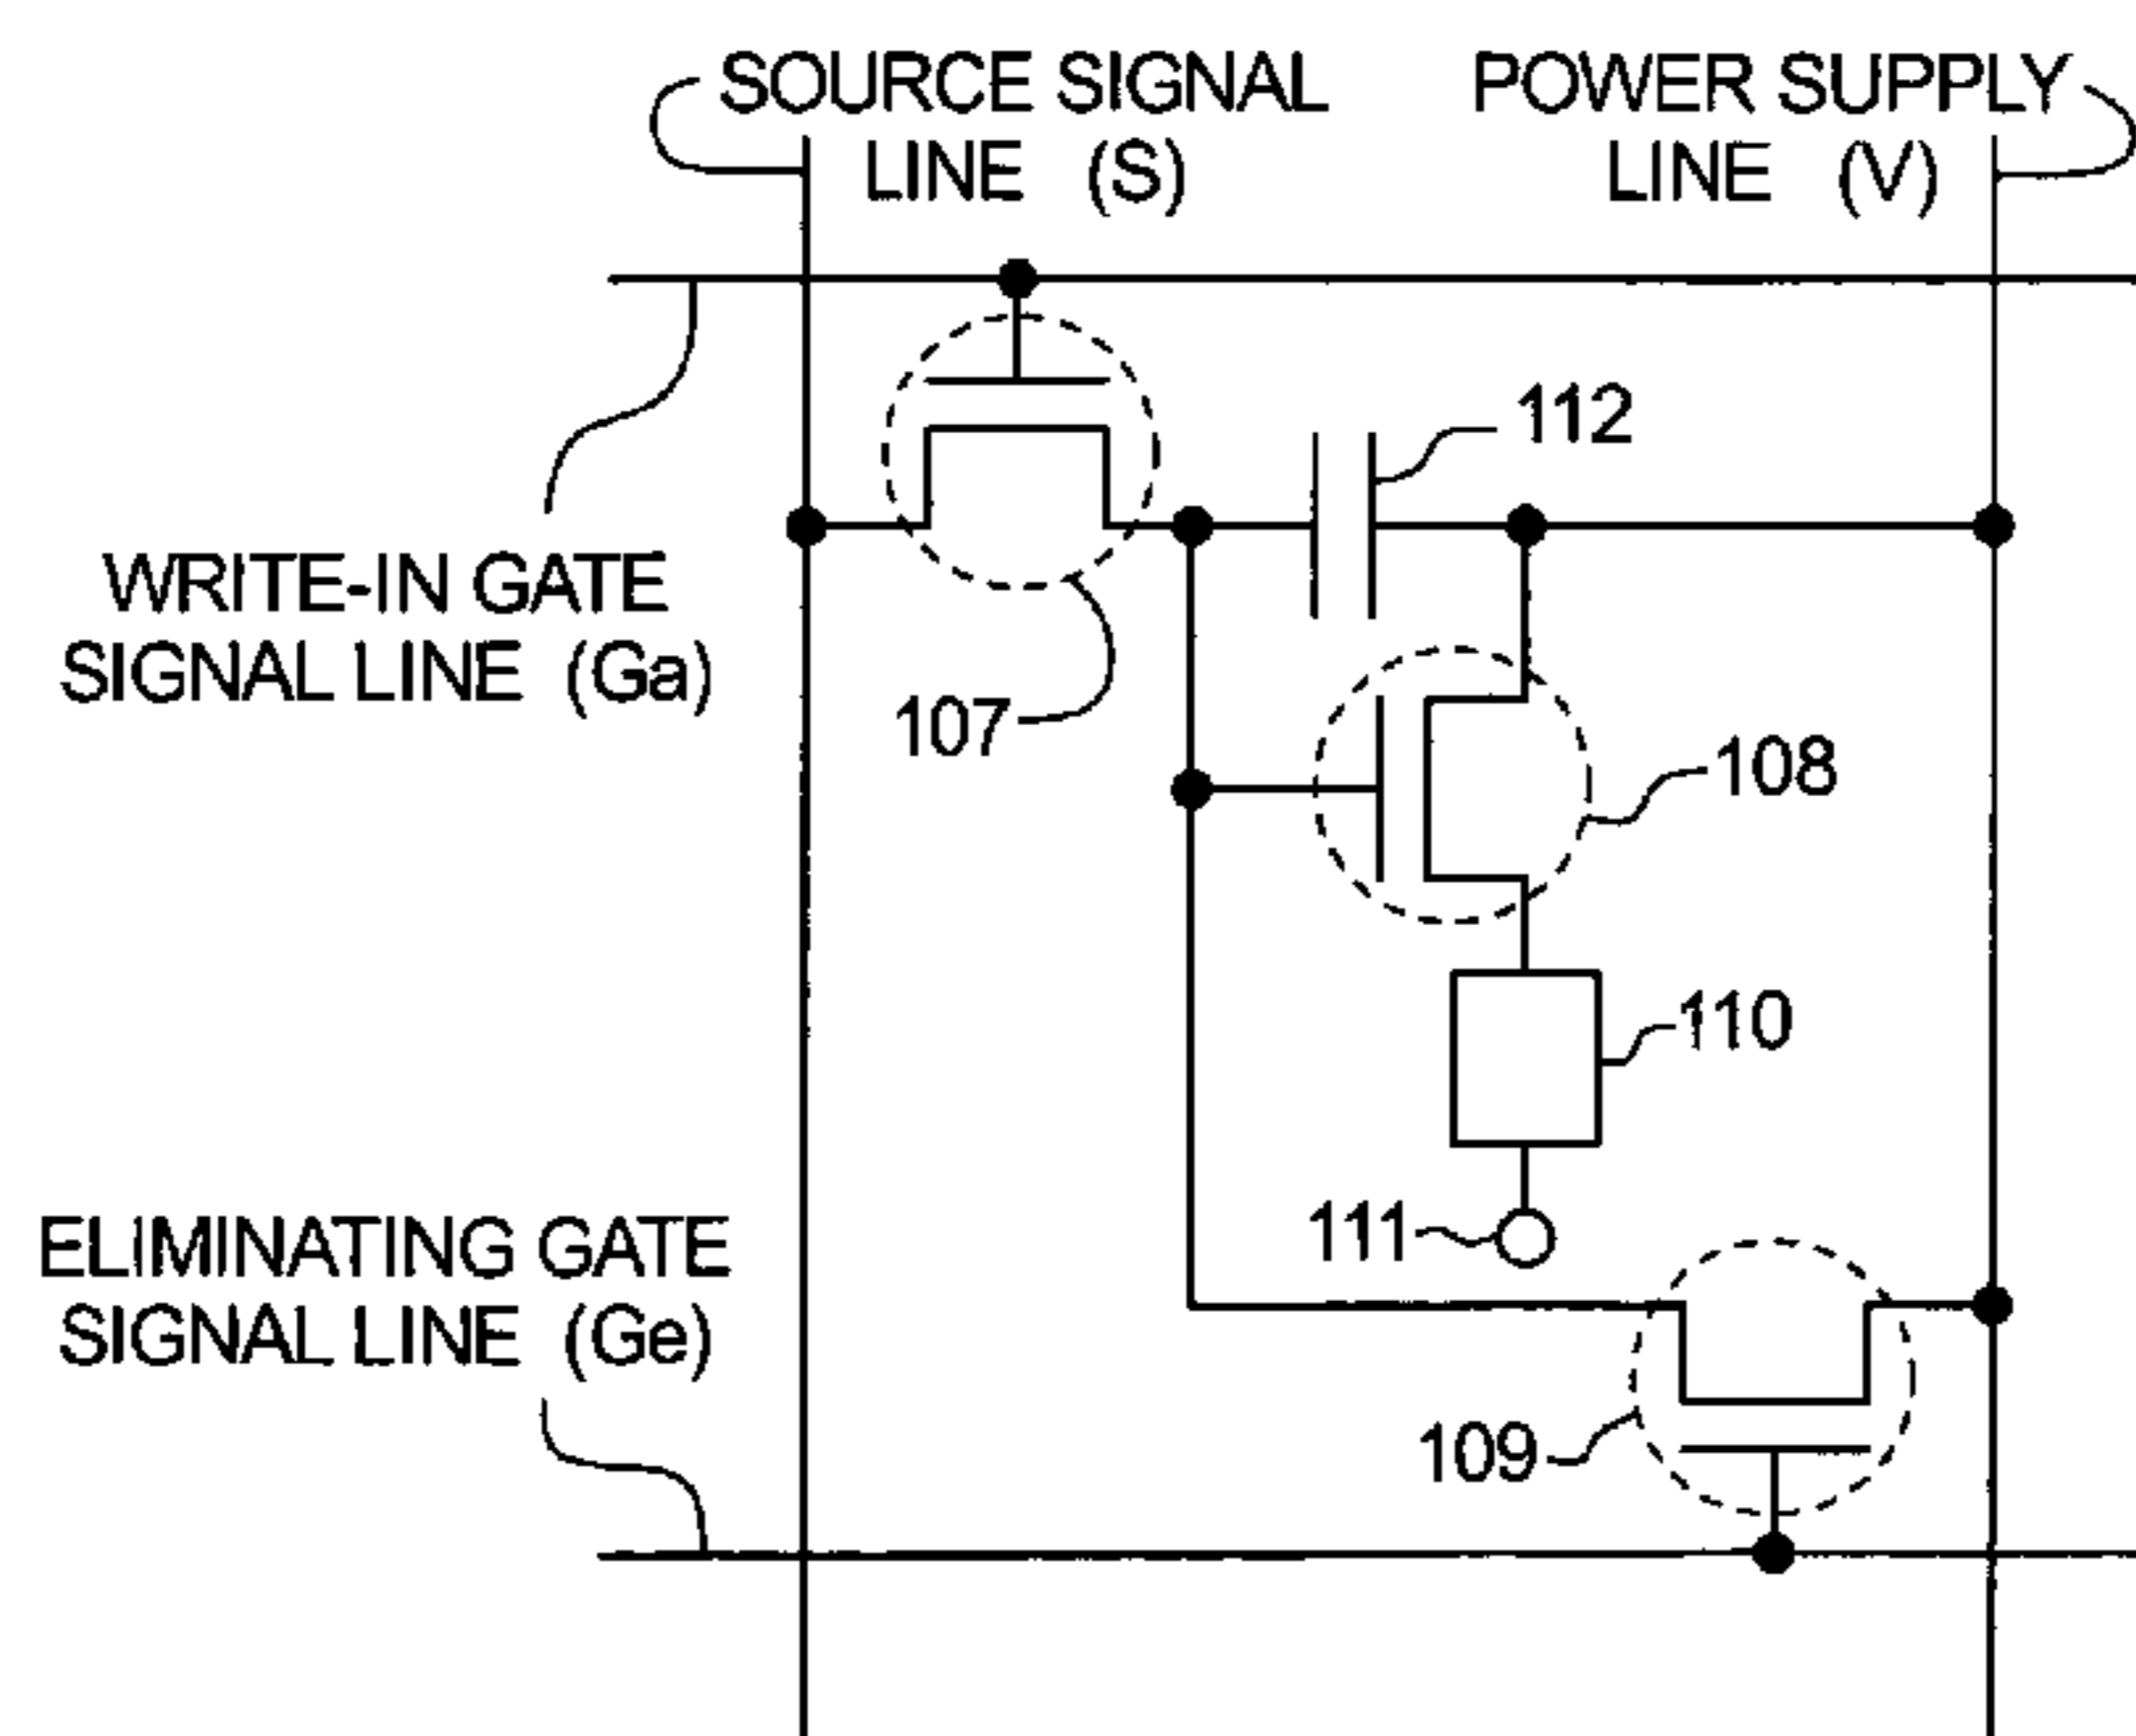 SOURCE SIGNAL
LINE (S)
POWER SUPPLY
LINE (V)
112
WRITE-IN GATE
SIGNAL LINE (Ga)
107
108
110
111
ELIMINATING GATE
SIGNAL LINE (Ge)
109